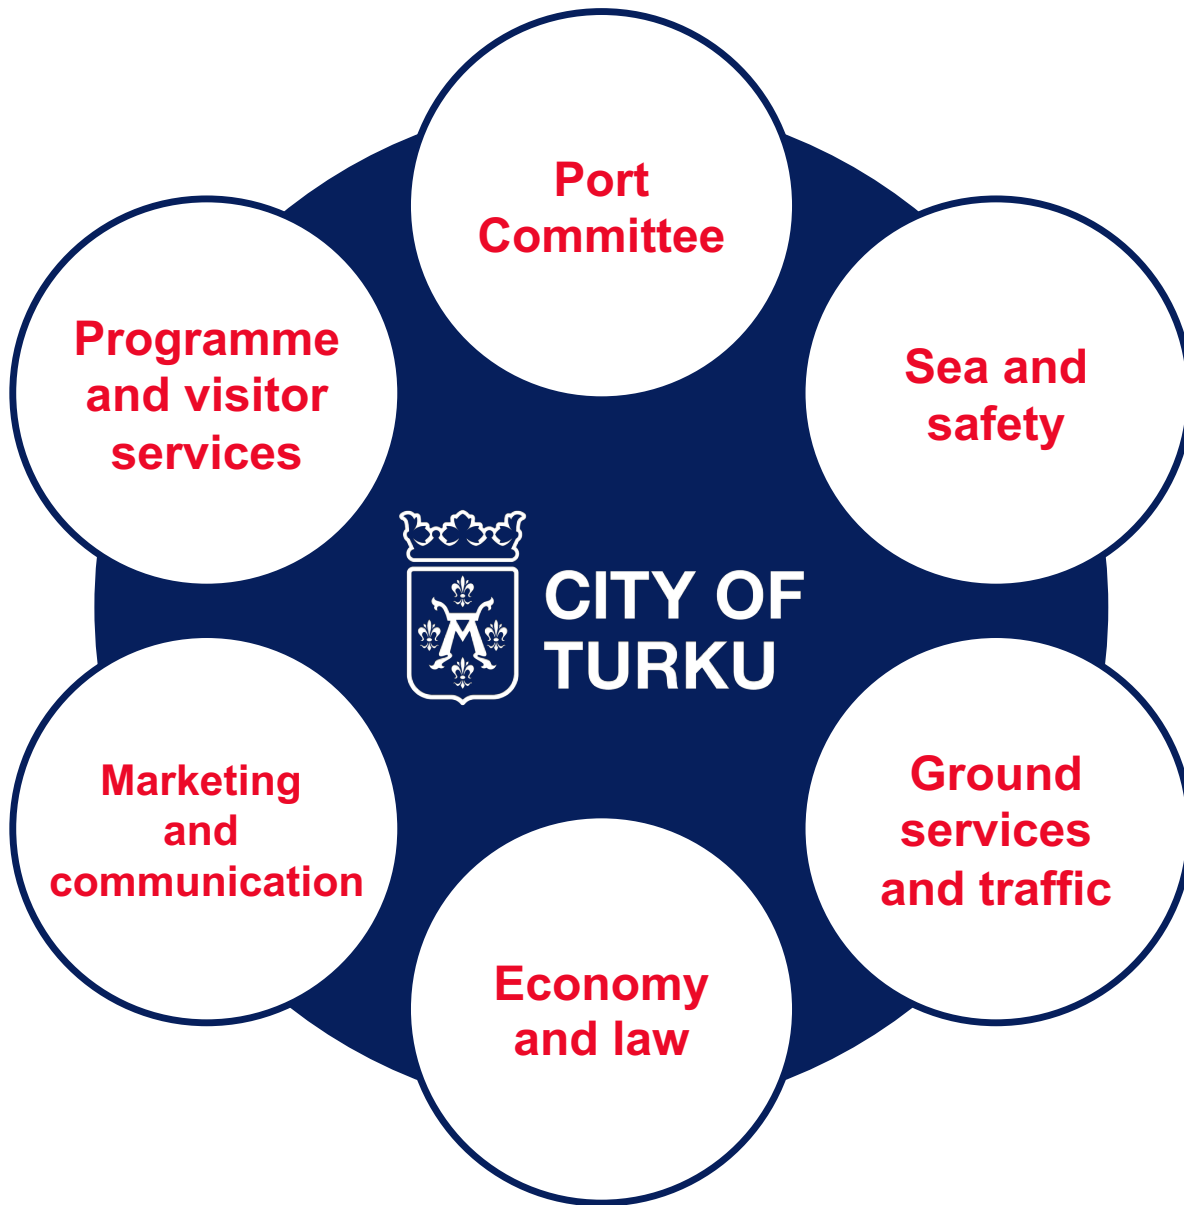 Port
Committee
Sea and
safety
Ground
services
and traffic
Economy
and law
Marketing
and
communication
Programme
and visitor
services
CITY OF
TURKU